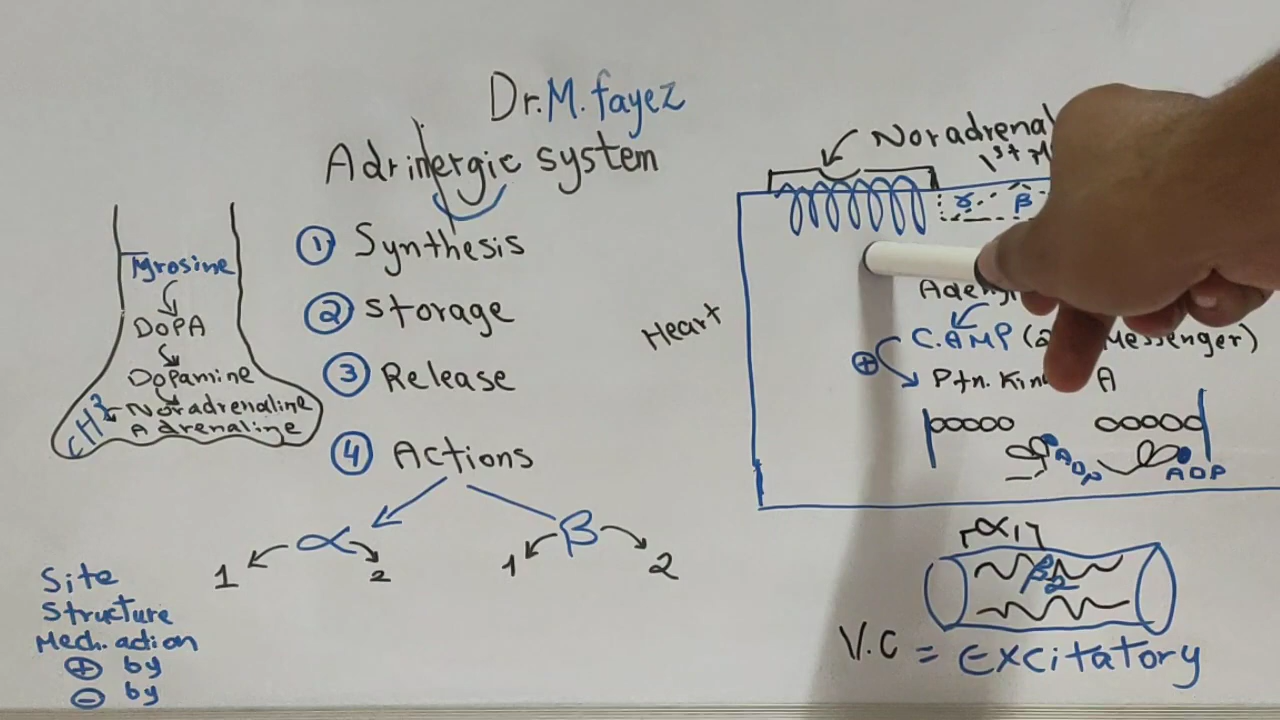 Dr. M. fayez
Adrinergic system
① Synthesis
② Storage
③ Release
④ Actions
α
β
1
2
1
2
Tyrosine
DOPA
Dopamine
Noradrenaline
Adrenaline
CH3
Site
Structure
Mech. action
⊕ by
⊖ by
Heart
1st
γ
β
C.AMP
messenger)
⊕
Ptn.
A
ADP
ADP
α1
β2
V.C = Excitatory